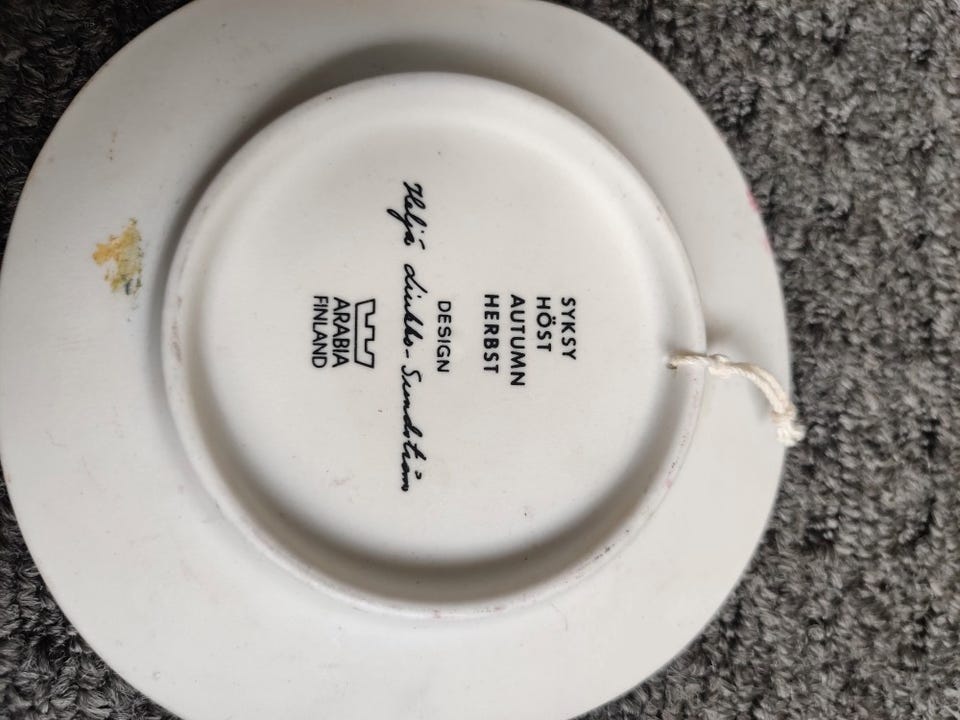 SYKSY
HÖST
AUTUMN
HERBST
DESIGN
Heljä Liukko-Sundström
ARABIA
FINLAND